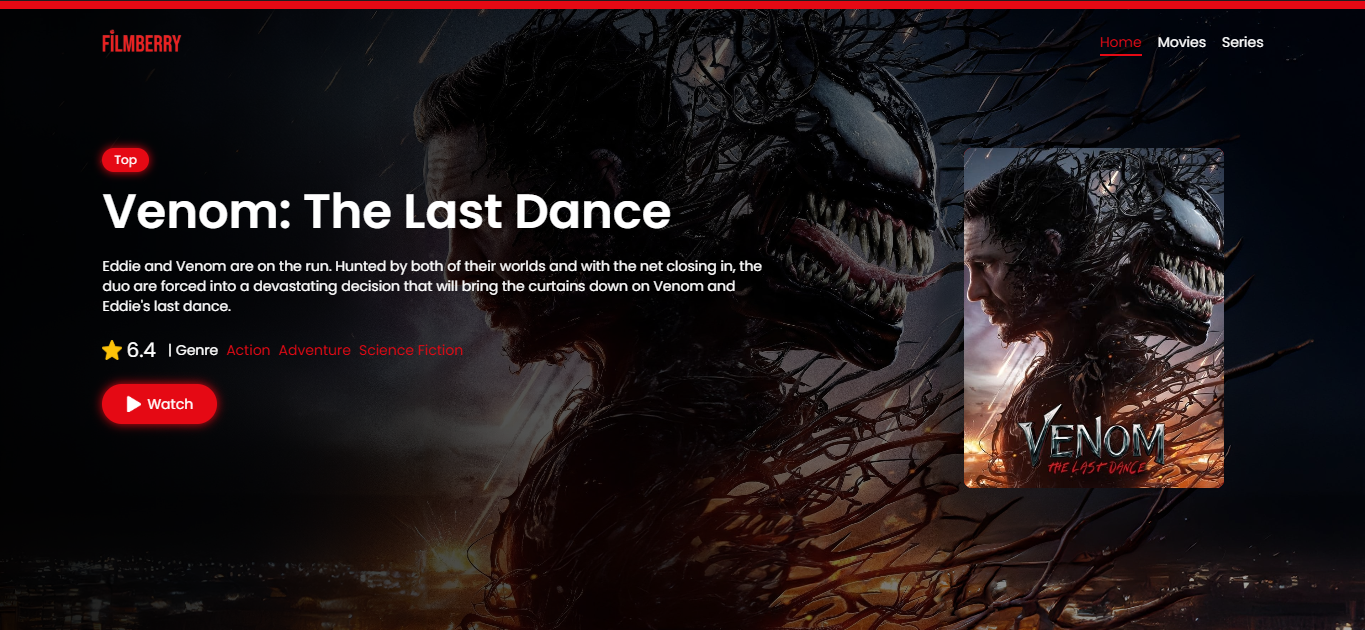 FiLMBERRY
Home Movies Series
Top
Venom: The Last Dance
Eddie and Venom are on the run. Hunted by both of their worlds and with the net closing in, the
duo are forced into a devastating decision that will bring the curtains down on Venom and
Eddie's last dance.
6.4 | Genre Action Adventure Science Fiction
Watch
VENOM
THE LAST DANCE